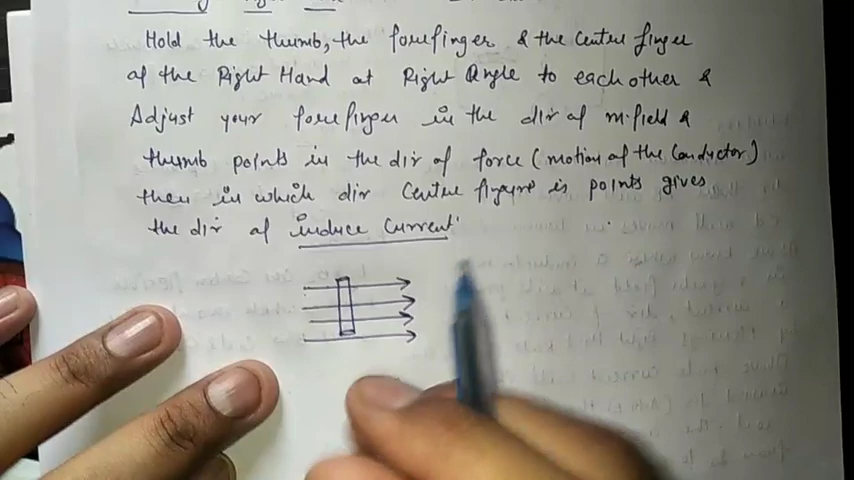 Hold the thumb, the forefinger & the Centre finger
of the Right Hand at Right Angle to each other &
Adjust your forefinger in the dir of m.field &
thumb points in the dir of force (motion of the Conductor)
then in which dir Centre is points gives
the dir of induce Current